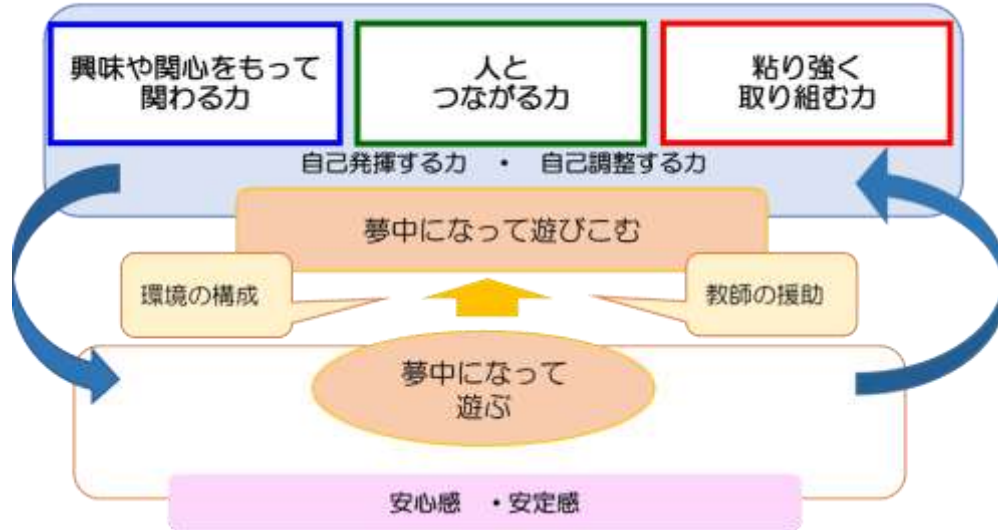 興味や関心をもって
関わる力
人と
つながる力
粘り強く
取り組む力
自己発揮する力 ・ 自己調整する力
夢中になって遊びこむ
環境の構成
教師の援助
夢中になって
遊ぶ
安心感 ・安定感